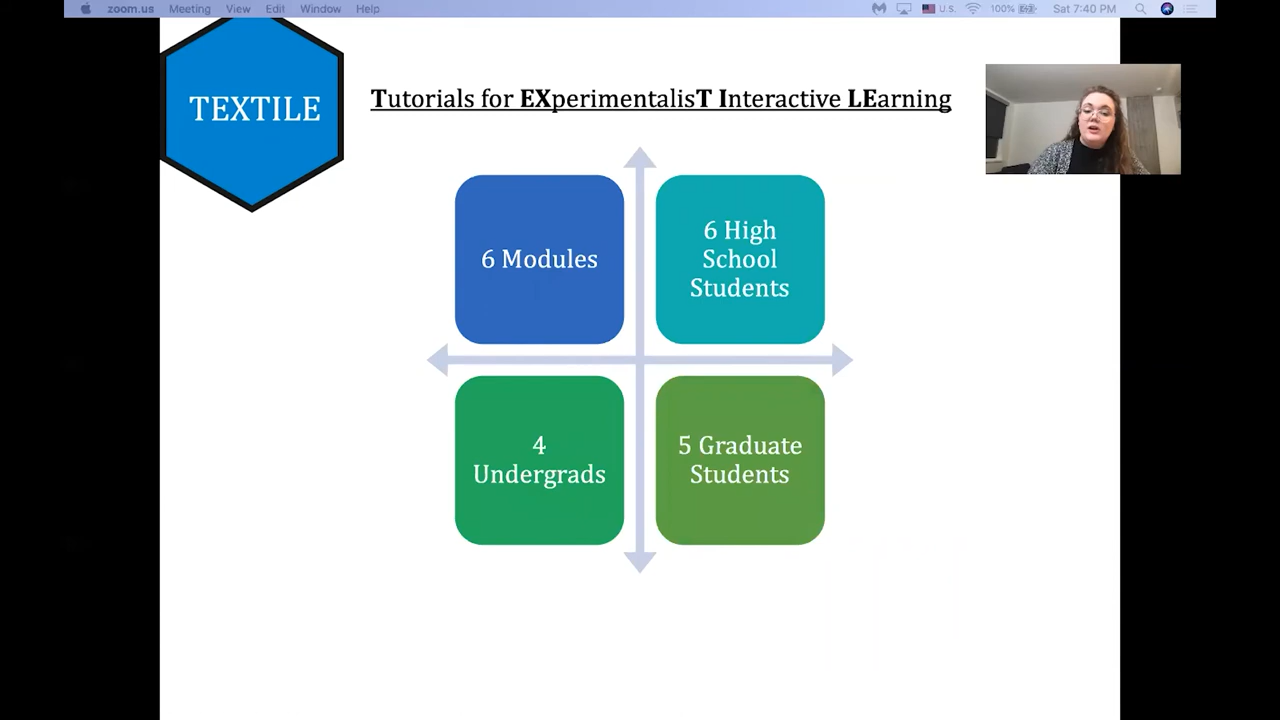 zoom.us Meeting View Edit Window Help U.S. 100% Sat 7:40 PM
TEXTILE
Tutorials for EXperimentalisT Interactive LEarning
6 Modules
6 High
School
Students
4
Undergrads
5 Graduate
Students